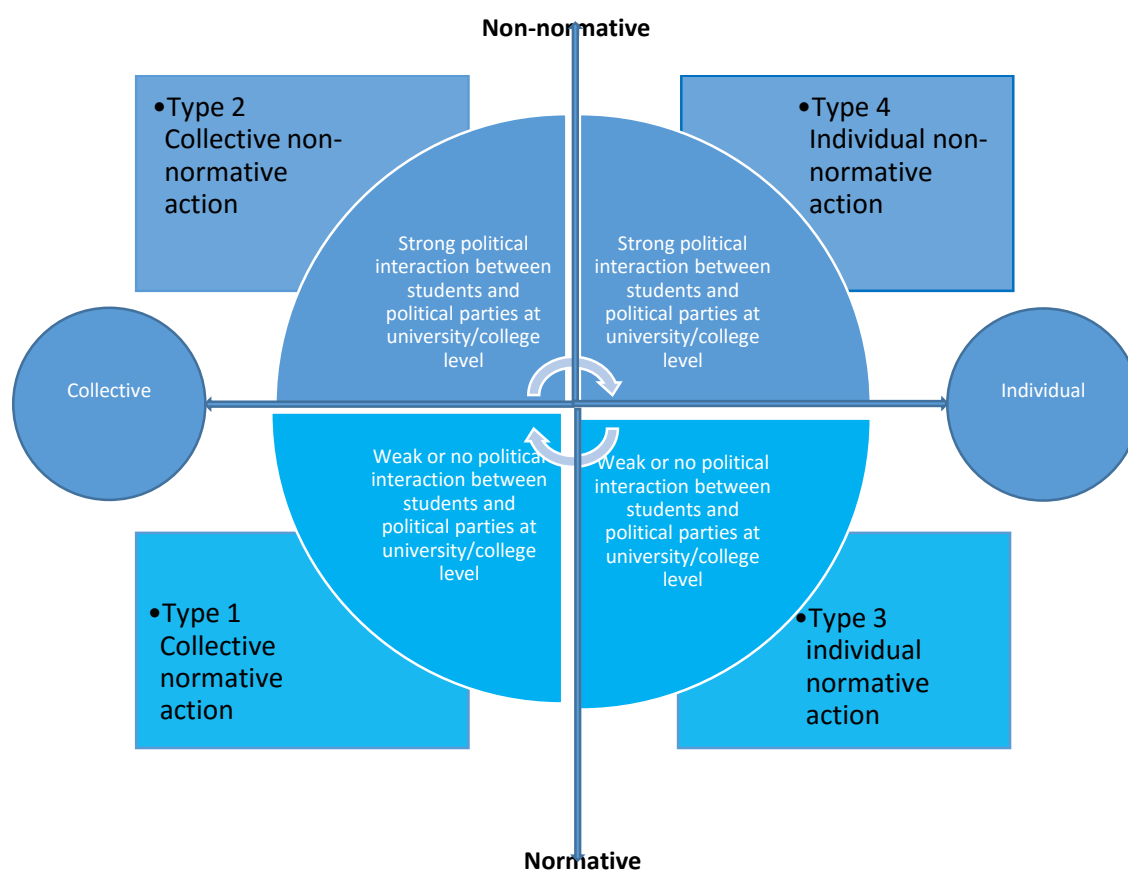 Non-normative
•Type 2
Collective non-
normative
action
•Type 4
Individual non-
normative
action
Strong political
interaction between
students and
political parties at
university/college
level
Strong political
interaction between
students and
political parties at
university/college
level
Collective
Individual
Weak or no political
interaction between
students and
political parties at
university/college
level
Weak or no political
interaction between
students and
political parties at
university/college
level
•Type 1
Collective
normative
action
•Type 3
individual
normative
action
Normative